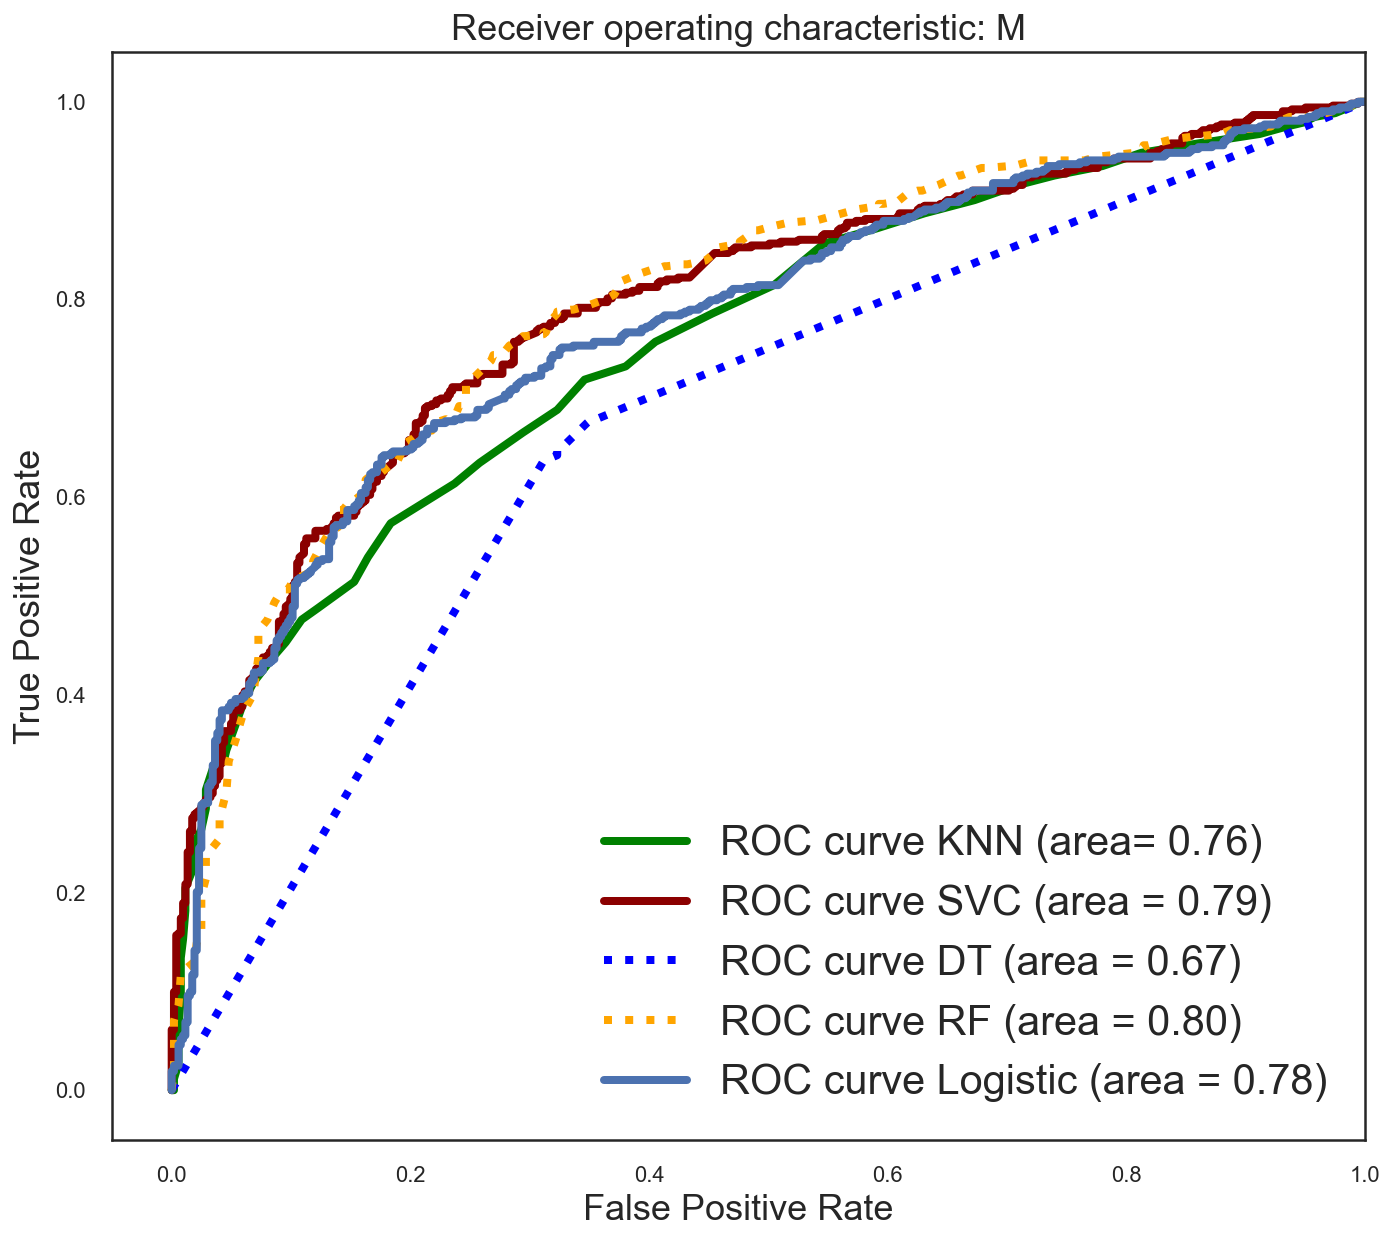 Receiver operating characteristic: M
True Positive Rate
1.0
0.8
0.6
0.4
0.2
0.0
ROC curve KNN (area= 0.76)
ROC curve SVC (area = 0.79)
ROC curve DT (area = 0.67)
ROC curve RF (area = 0.80)
ROC curve Logistic (area = 0.78)
0.0 0.2 0.4 0.6 0.8 1.0
False Positive Rate